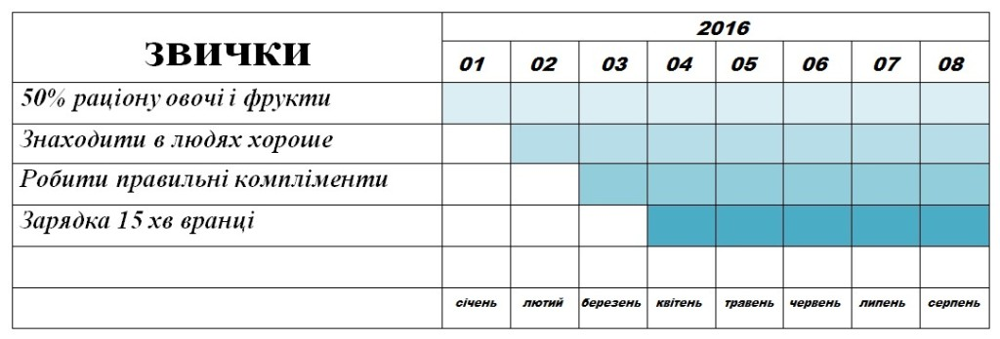 ЗВИЧКИ
2016
01 02 03 04 05 06 07 08
50% раціону овочі і фрукти
Знаходити в людях хороше
Робити правильні компліменти
Зарядка 15 хв вранці
січень лютий березень квітень травень червень липень серпень